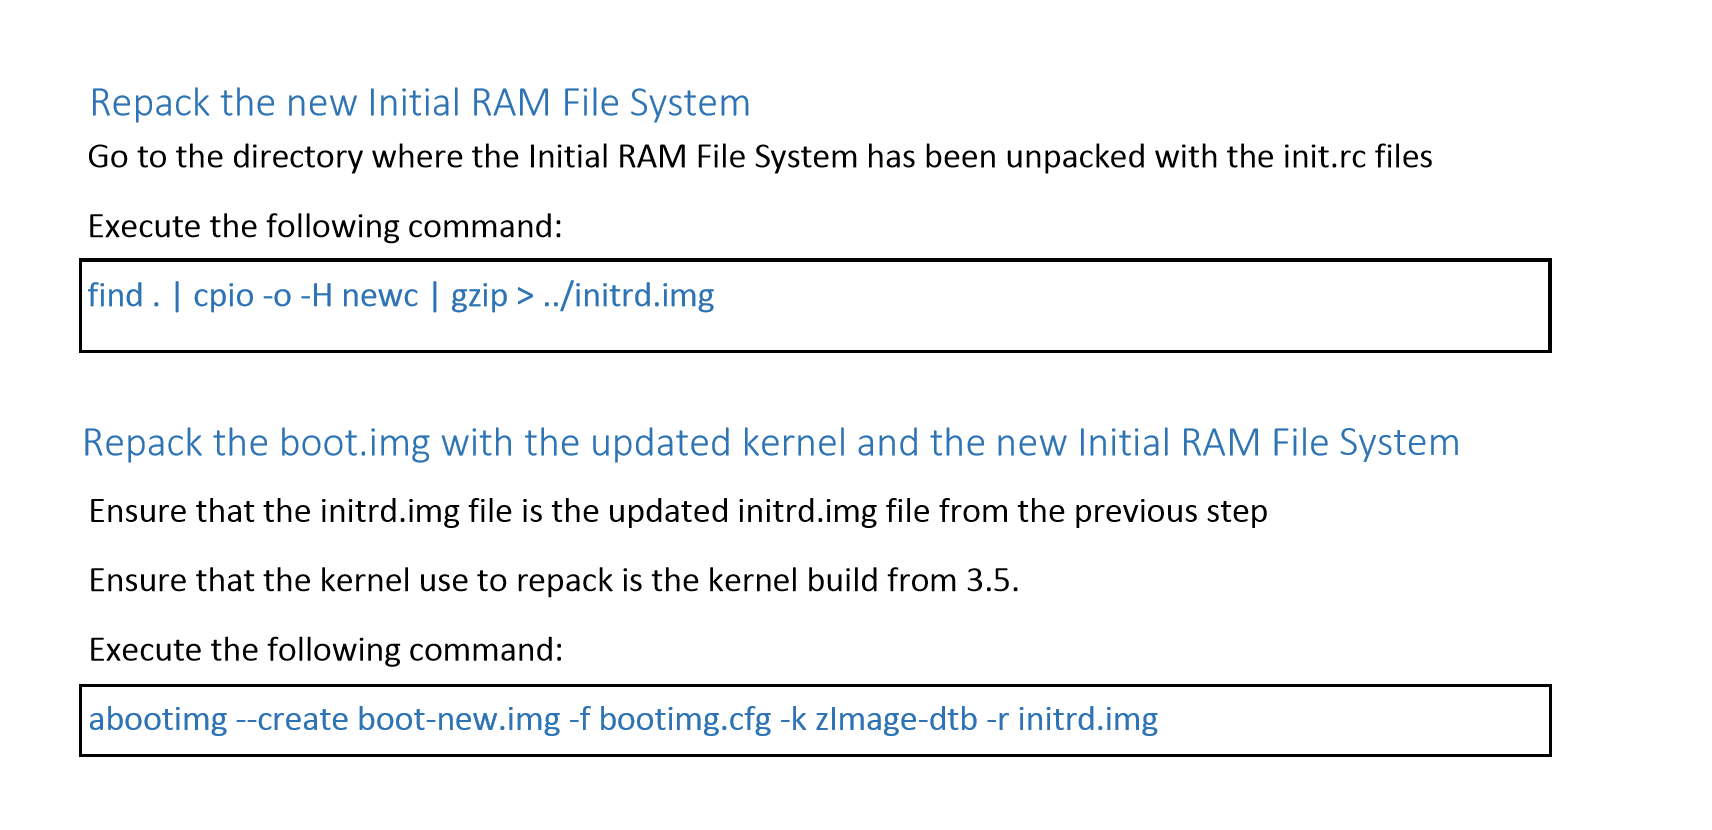 Repack the new Initial RAM File System
Go to the directory where the Initial RAM File System has been unpacked with the init.rc files
Execute the following command:
find . | cpio -o -H newc | gzip > ../initrd.img
Repack the boot.img with the updated kernel and the new Initial RAM File System
Ensure that the initrd.img file is the updated initrd.img file from the previous step
Ensure that the kernel use to repack is the kernel build from 3.5.
Execute the following command:
abootimg --create boot-new.img -f bootimg.cfg -k zImage-dtb -r initrd.img